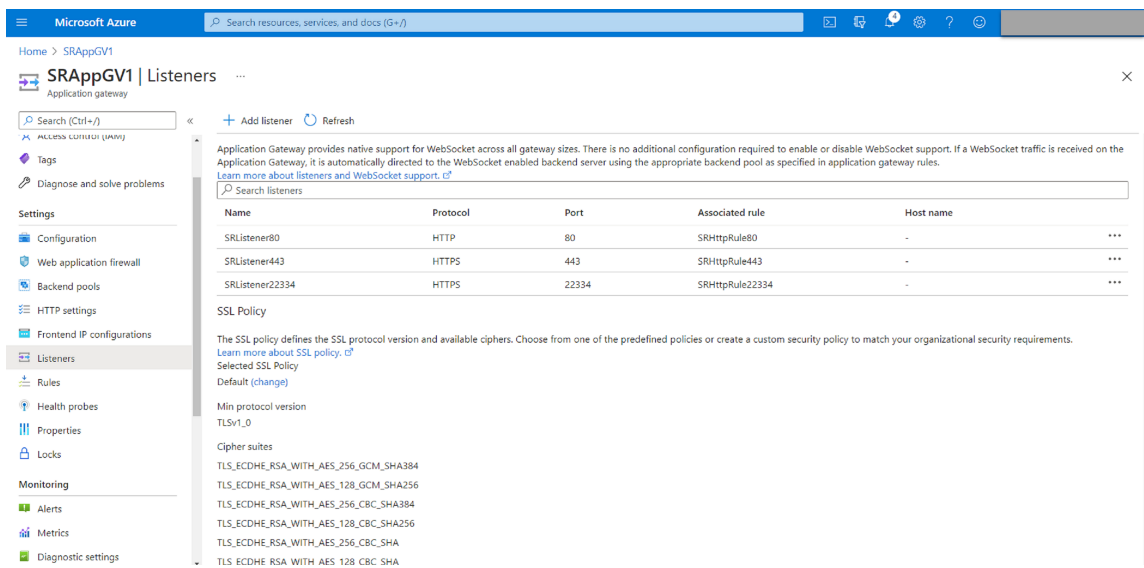 Microsoft Azure
Search resources, services, and docs (G+/)
4
Home > SRAppGV1
SRAppGV1 | Listeners ...
Application gateway
Search (Ctrl+/)
«
Add listener
Refresh
Access control (IAM)
Tags
Diagnose and solve problems
Settings
Configuration
Web application firewall
Backend pools
HTTP settings
Frontend IP configurations
Listeners
Rules
Health probes
Properties
Locks
Monitoring
Alerts
Metrics
Diagnostic settings
Application Gateway provides native support for WebSocket across all gateway sizes. There is no additional configuration required to enable or disable WebSocket support. If a WebSocket traffic is received on the
Application Gateway, it is automatically directed to the WebSocket enabled backend server using the appropriate backend pool as specified in application gateway rules.
Learn more about listeners and WebSocket support.
Search listeners
Name Protocol Port Associated rule Host name
SRListener80 HTTP 80 SRHttpRule80 - ...
SRListener443 HTTPS 443 SRHttpRule443 - ...
SRListener22334 HTTPS 22334 SRHttpRule22334 - ...
SSL Policy
The SSL policy defines the SSL protocol version and available ciphers. Choose from one of the predefined policies or create a custom security policy to match your organizational security requirements.
Learn more about SSL policy.
Selected SSL Policy
Default (change)
Min protocol version
TLSv1_0
Cipher suites
TLS_ECDHE_RSA_WITH_AES_256_GCM_SHA384
TLS_ECDHE_RSA_WITH_AES_128_GCM_SHA256
TLS_ECDHE_RSA_WITH_AES_256_CBC_SHA384
TLS_ECDHE_RSA_WITH_AES_128_CBC_SHA256
TLS_ECDHE_RSA_WITH_AES_256_CBC_SHA
TLS_ECDHE_RSA_WITH_AES_128_CBC_SHA